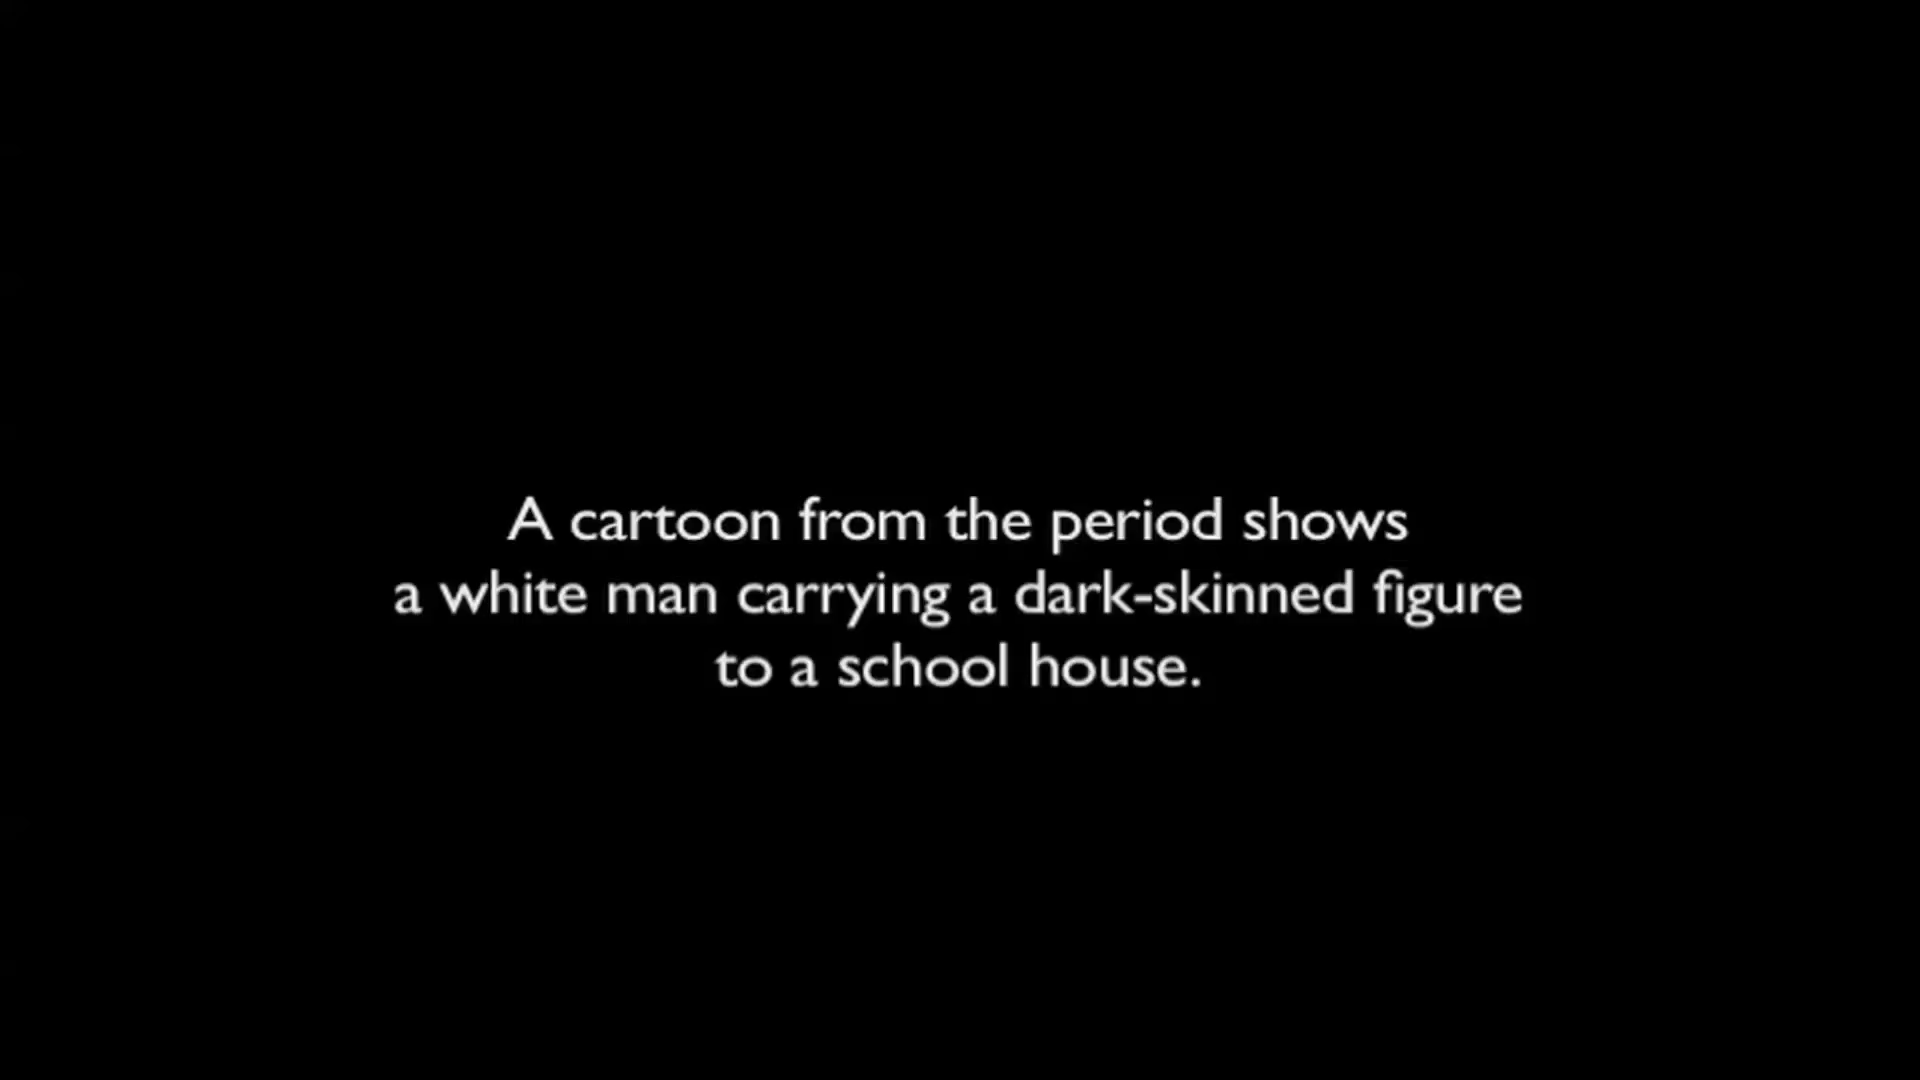 A cartoon from the period shows
a white man carrying a dark-skinned figure
to a school house.